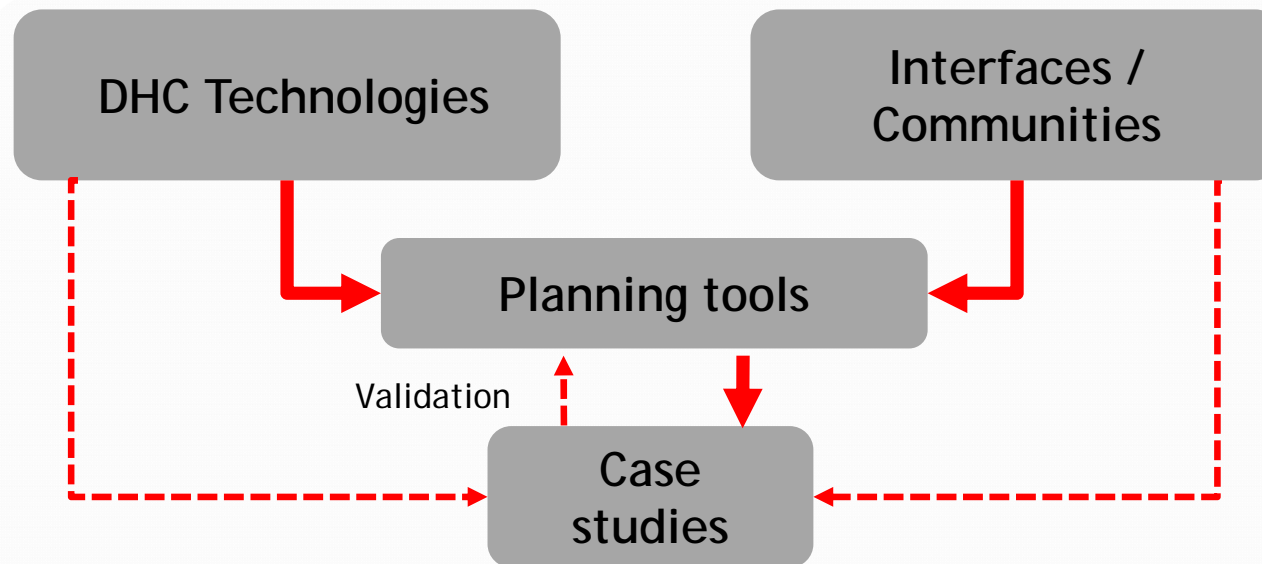 DHC Technologies
Interfaces /
Communities
Planning tools
Validation
Case
studies